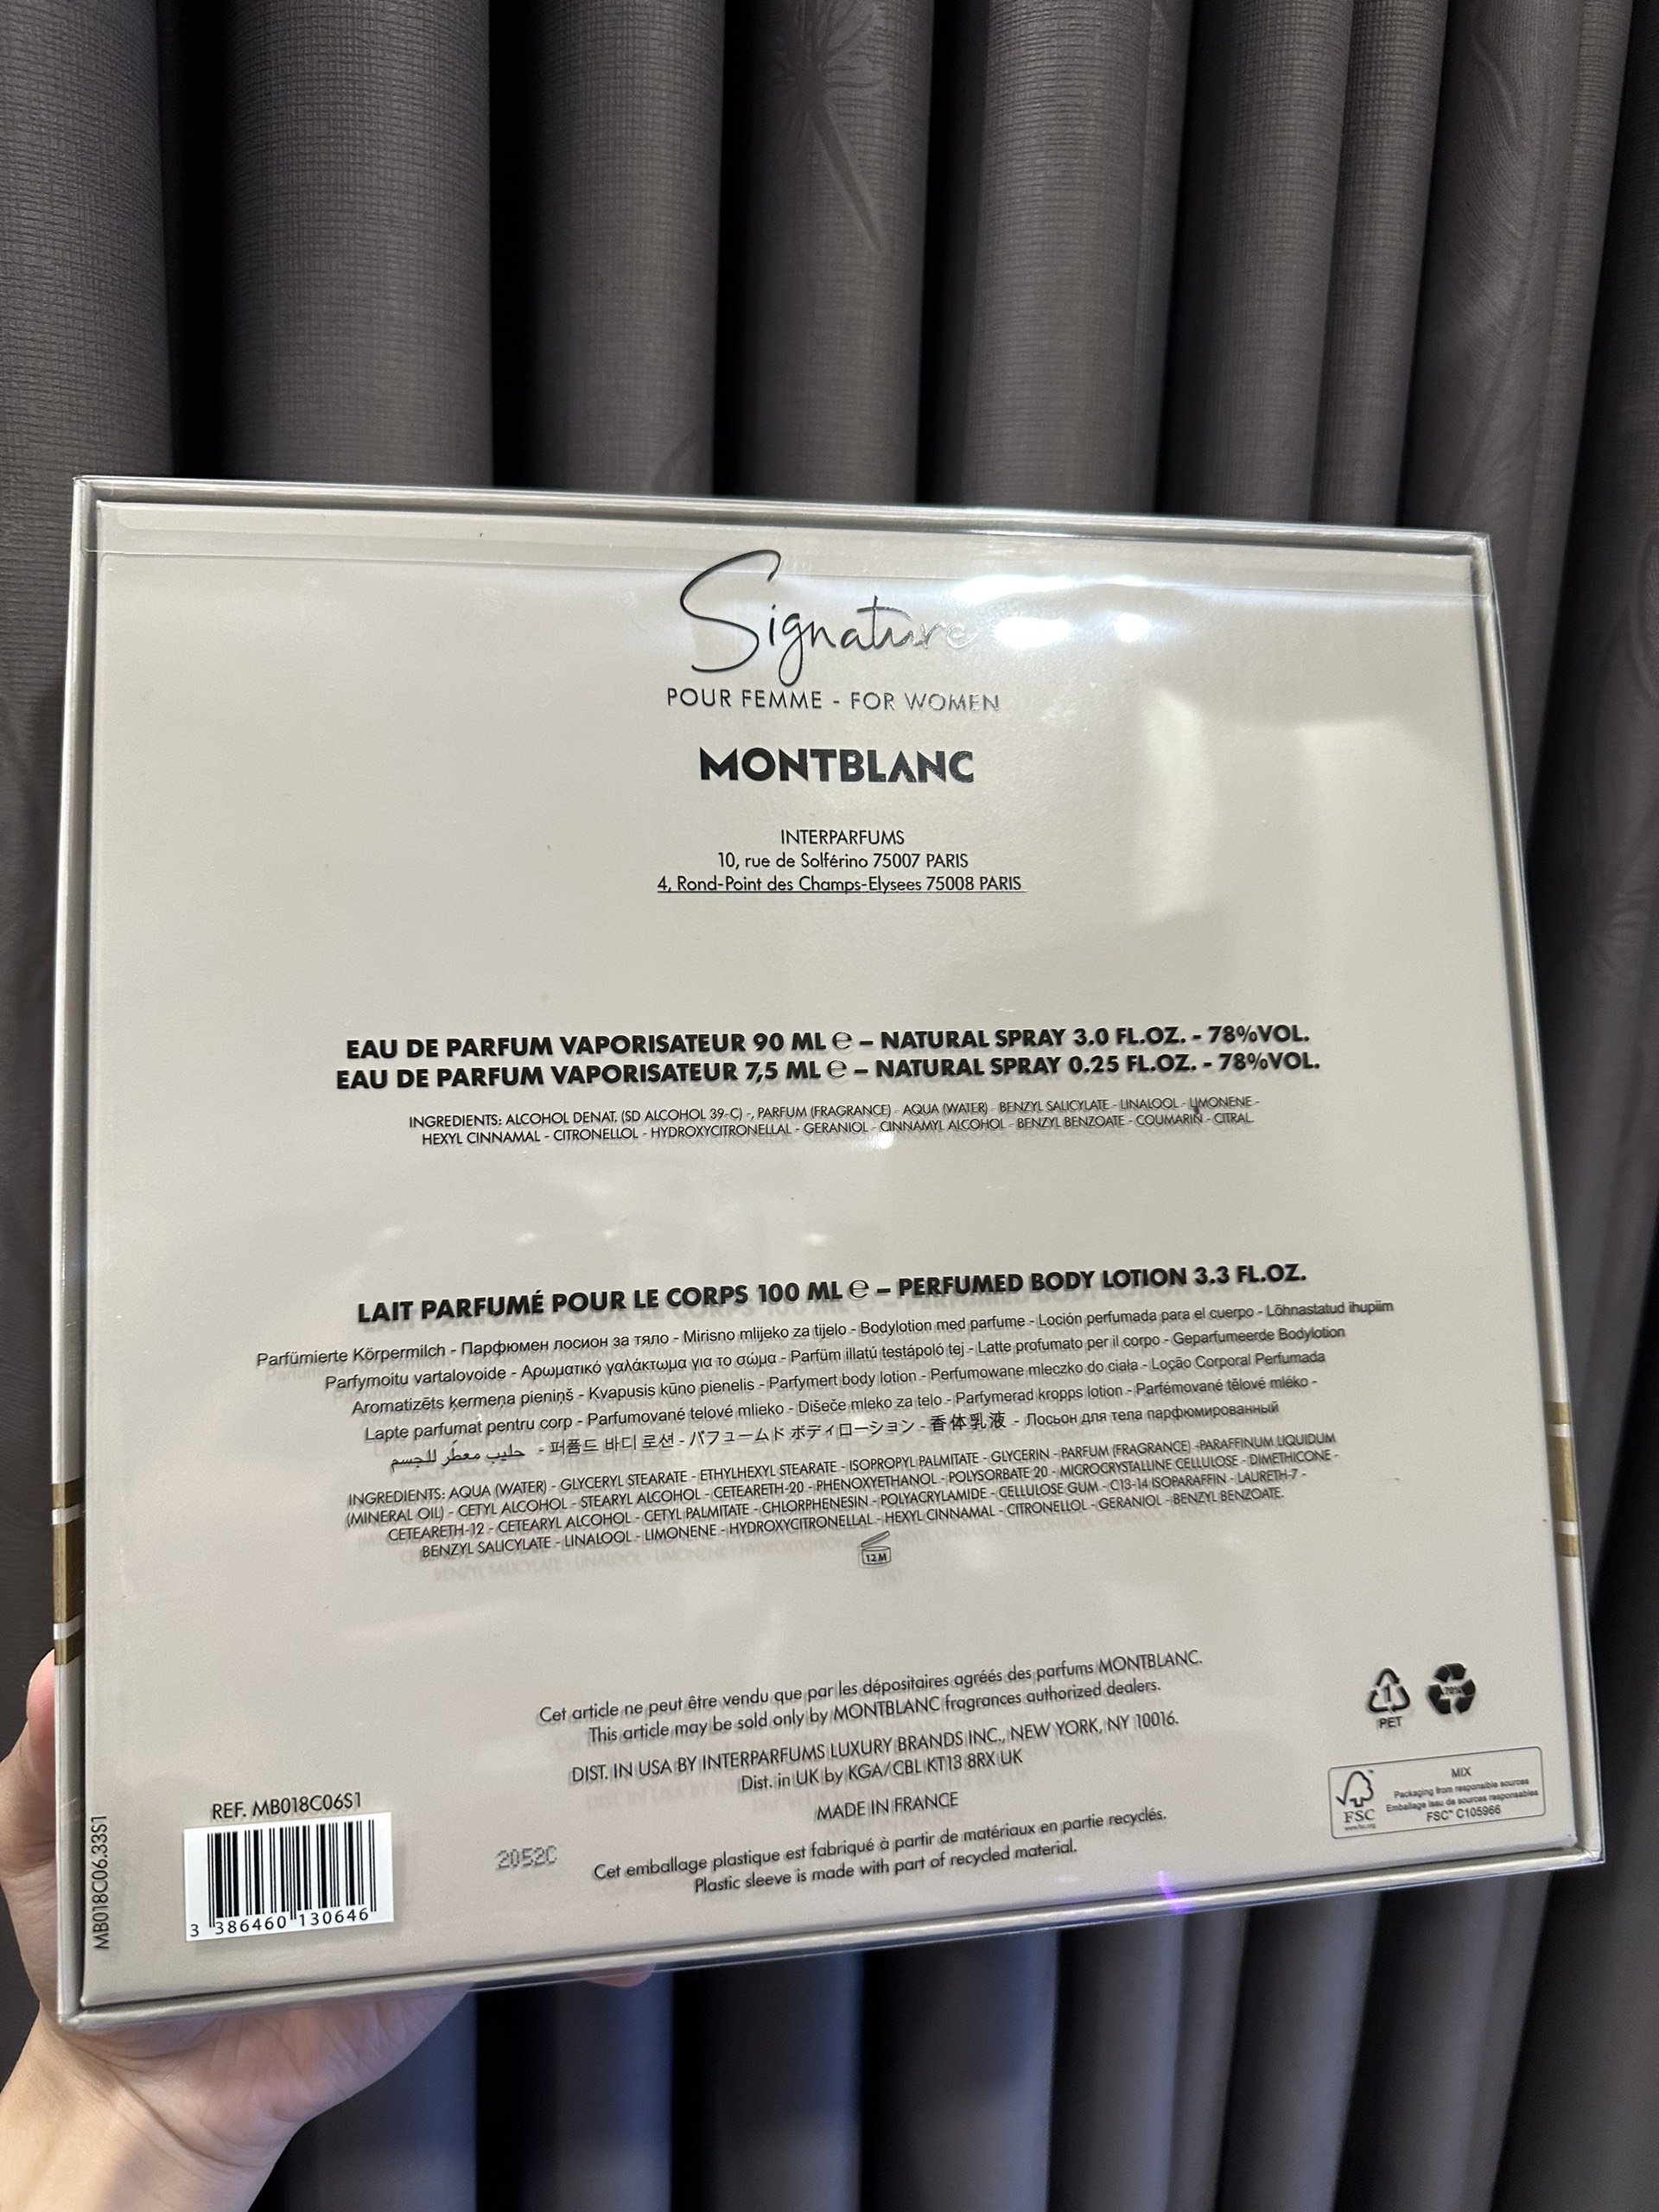 Signature
POUR FEMME - FOR WOMEN
MONTBLANC
INTERPARFUMS
10, rue de Solférino 75007 PARIS
4, Rond-Point des Champs-Elysees 75008 PARIS
EAU DE PARFUM VAPORISATEUR 90 ML ℮ – NATURAL SPRAY 3.0 FL.OZ. - 78%VOL.
EAU DE PARFUM VAPORISATEUR 7,5 ML ℮ – NATURAL SPRAY 0.25 FL.OZ. - 78%VOL.
INGREDIENTS: ALCOHOL DENAT. (SD ALCOHOL 39-C) -, PARFUM (FRAGRANCE) - AQUA (WATER) - BENZYL SALICYLATE - LINALOOL - LIMONENE -
HEXYL CINNAMAL - CITRONELLOL - HYDROXYCITRONELLAL - GERANIOL - CINNAMYL ALCOHOL - BENZYL BENZOATE - COUMARIN - CITRAL.
LAIT PARFUMÉ POUR LE CORPS 100 ML ℮ – PERFUMED BODY LOTION 3.3 FL.OZ.
Parfümierte Körpermilch - Парфюмен лосион за тяло - Mirisno mlijeko za tijelo - Bodylotion med parfume - Loción perfumada para el cuerpo - Lõhnastatud ihupiim
Parfymoitu vartalovoide - Αρωματικό γαλάκτωμα για το σώμα - Parfüm illatú testápoló tej - Latte profumato per il corpo - Geparfumeerde Bodylotion
Aromatizēts ķermeņa pieniņš - Kvapusis kūno pienelis - Parfymert body lotion - Perfumowane mleczko do ciała - Loção Corporal Perfumada
Lapte parfumat pentru corp - Parfumované telové mlieko - Dišeče mleko za telo - Parfymerad kropps lotion - Parfémované tělové mléko -
حليب معطّر للجسم - 퍼퓸드 바디 로션 - パフュームド ボディローション - 香体乳液 - Лосьон для тела парфюмированный
INGREDIENTS: AQUA (WATER) - GLYCERYL STEARATE - ETHYLHEXYL STEARATE - ISOPROPYL PALMITATE - GLYCERIN - PARFUM (FRAGRANCE) -PARAFFINUM LIQUIDUM
(MINERAL OIL) - CETYL ALCOHOL - STEARYL ALCOHOL - CETEARETH-20 - PHENOXYETHANOL - POLYSORBATE 20 - MICROCRYSTALLINE CELLULOSE - DIMETHICONE -
CETEARETH-12 - CETEARYL ALCOHOL - CETYL PALMITATE - CHLORPHENESIN - POLYACRYLAMIDE - CELLULOSE GUM - C13-14 ISOPARAFFIN - LAURETH-7 -
BENZYL SALICYLATE - LINALOOL - LIMONENE - HYDROXYCITRONELLAL - HEXYL CINNAMAL - CITRONELLOL - GERANIOL - BENZYL BENZOATE.
12 M
Cet article ne peut être vendu que par les dépositaires agréés des parfums MONTBLANC.
This article may be sold only by MONTBLANC fragrances authorized dealers.
DIST. IN USA BY INTERPARFUMS LUXURY BRANDS INC., NEW YORK, NY 10016.
Dist. in UK by KGA/CBL KT13 8RX UK
MADE IN FRANCE
Cet emballage plastique est fabriqué à partir de matériaux en partie recyclés.
Plastic sleeve is made with part of recycled material.
1
PET
FSC
www.fsc.org
MIX
Packaging from responsible sources
Emballage issu de sources responsables
FSC™ C105966
REF. MB018C06S1
3 386460 130646
MB018C06.33S1
2052C